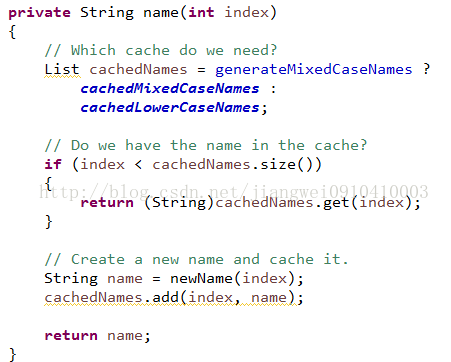 private String name(int index)
{
    // Which cache do we need?
    List cachedNames = generateMixedCaseNames ?
        cachedMixedCaseNames :
        cachedLowerCaseNames;

    // Do we have the name in the cache?
    if (index < cachedNames.size())
    {
http://blog.csdn.net/jiangwei0910410003
        return (String)cachedNames.get(index);
    }

    // Create a new name and cache it.
    String name = newName(index);
    cachedNames.add(index, name);

    return name;
}